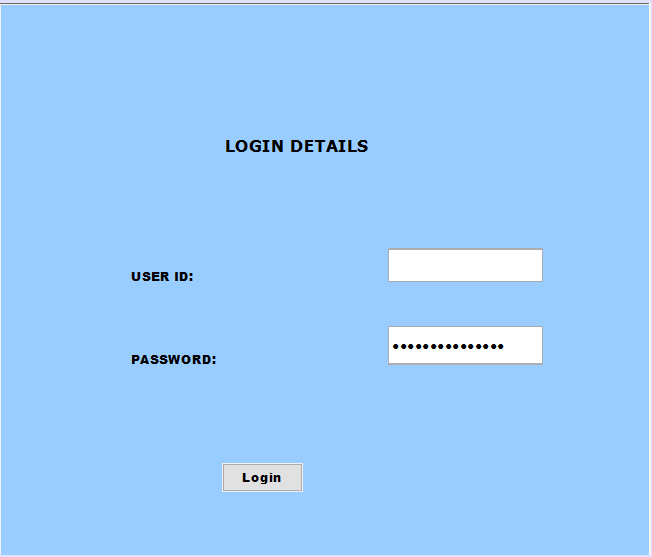 LOGIN DETAILS
USER ID:
PASSWORD: •••••••••••••••
Login